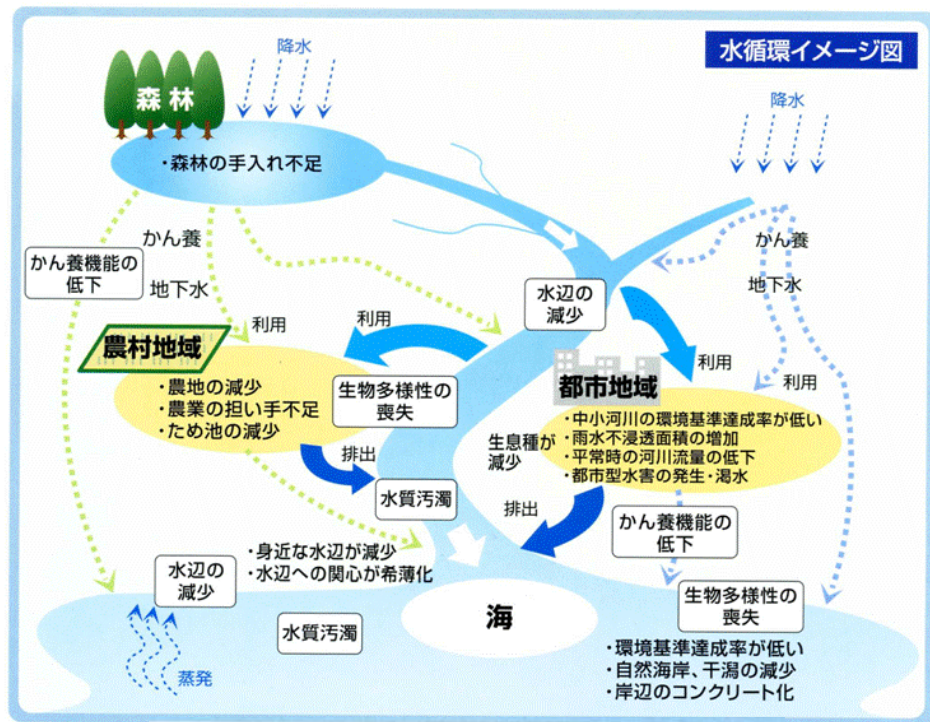 水循環イメージ図
降水
降水
森林
・森林の手入れ不足
かん養
かん養機能の
低下
地下水
かん養
地下水
水辺の
減少
利用
利用
利用
利用
農村地域
・農地の減少
・農業の担い手不足
・ため池の減少
生物多様性の
喪失
都市地域
・中小河川の環境基準達成率が低い
・雨水不浸透面積の増加
・平常時の河川流量の低下
・都市型水害の発生・渇水
生息種が
減少
排出
水質汚濁
排出
かん養機能の
低下
・身近な水辺が減少
・水辺への関心が希薄化
水辺の
減少
水質汚濁
海
生物多様性の
喪失
・環境基準達成率が低い
・自然海岸、干潟の減少
・岸辺のコンクリート化
蒸発